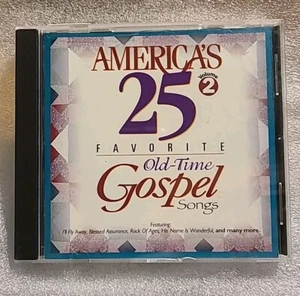 AMERICA'S
Volume 2
25
FAVORITE
Old-Time
Gospel
Songs
Featuring
I'll Fly Away, Blessed Assurance, Rock Of Ages, His Name Is Wonderful, and many more